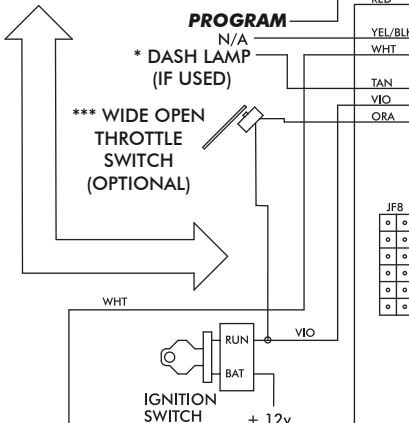 RED
PROGRAM
N/A
YEL/BLK
* DASH LAMP
(IF USED)
WHT
TAN
VIO
ORA
*** WIDE OPEN
THROTTLE
SWITCH
(OPTIONAL)
JF8
WHT
RUN
VIO
BAT
IGNITION
SWITCH
+ 12v